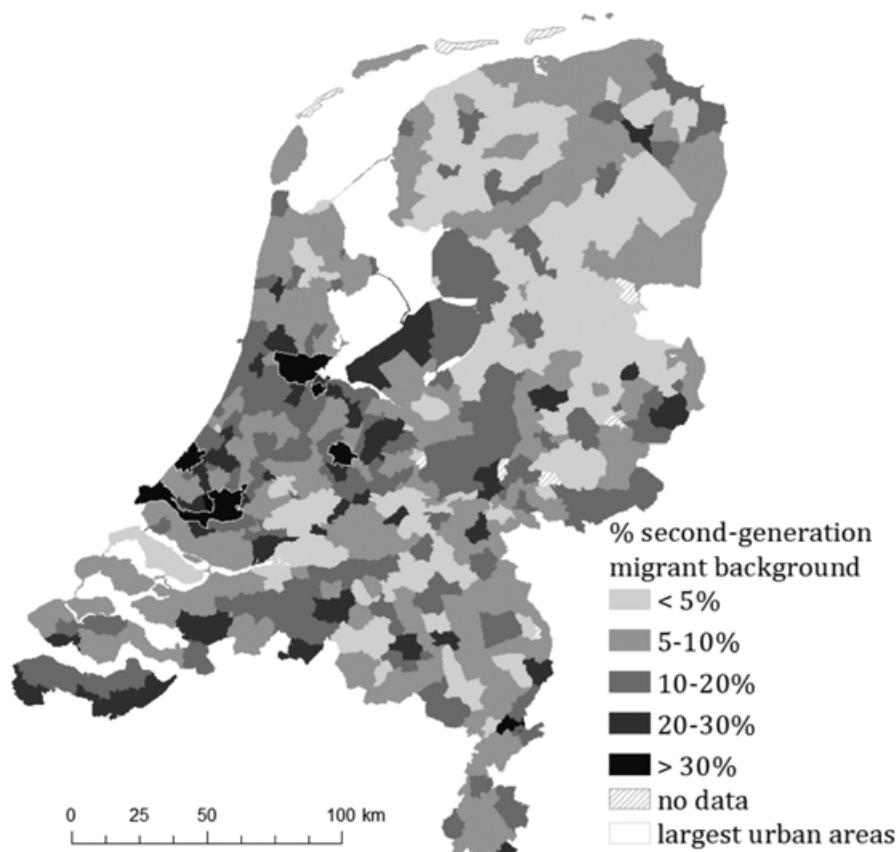 % second-generation
migrant background
< 5%
5-10%
10-20%
20-30%
> 30%
no data
largest urban areas
0 25 50 100 km